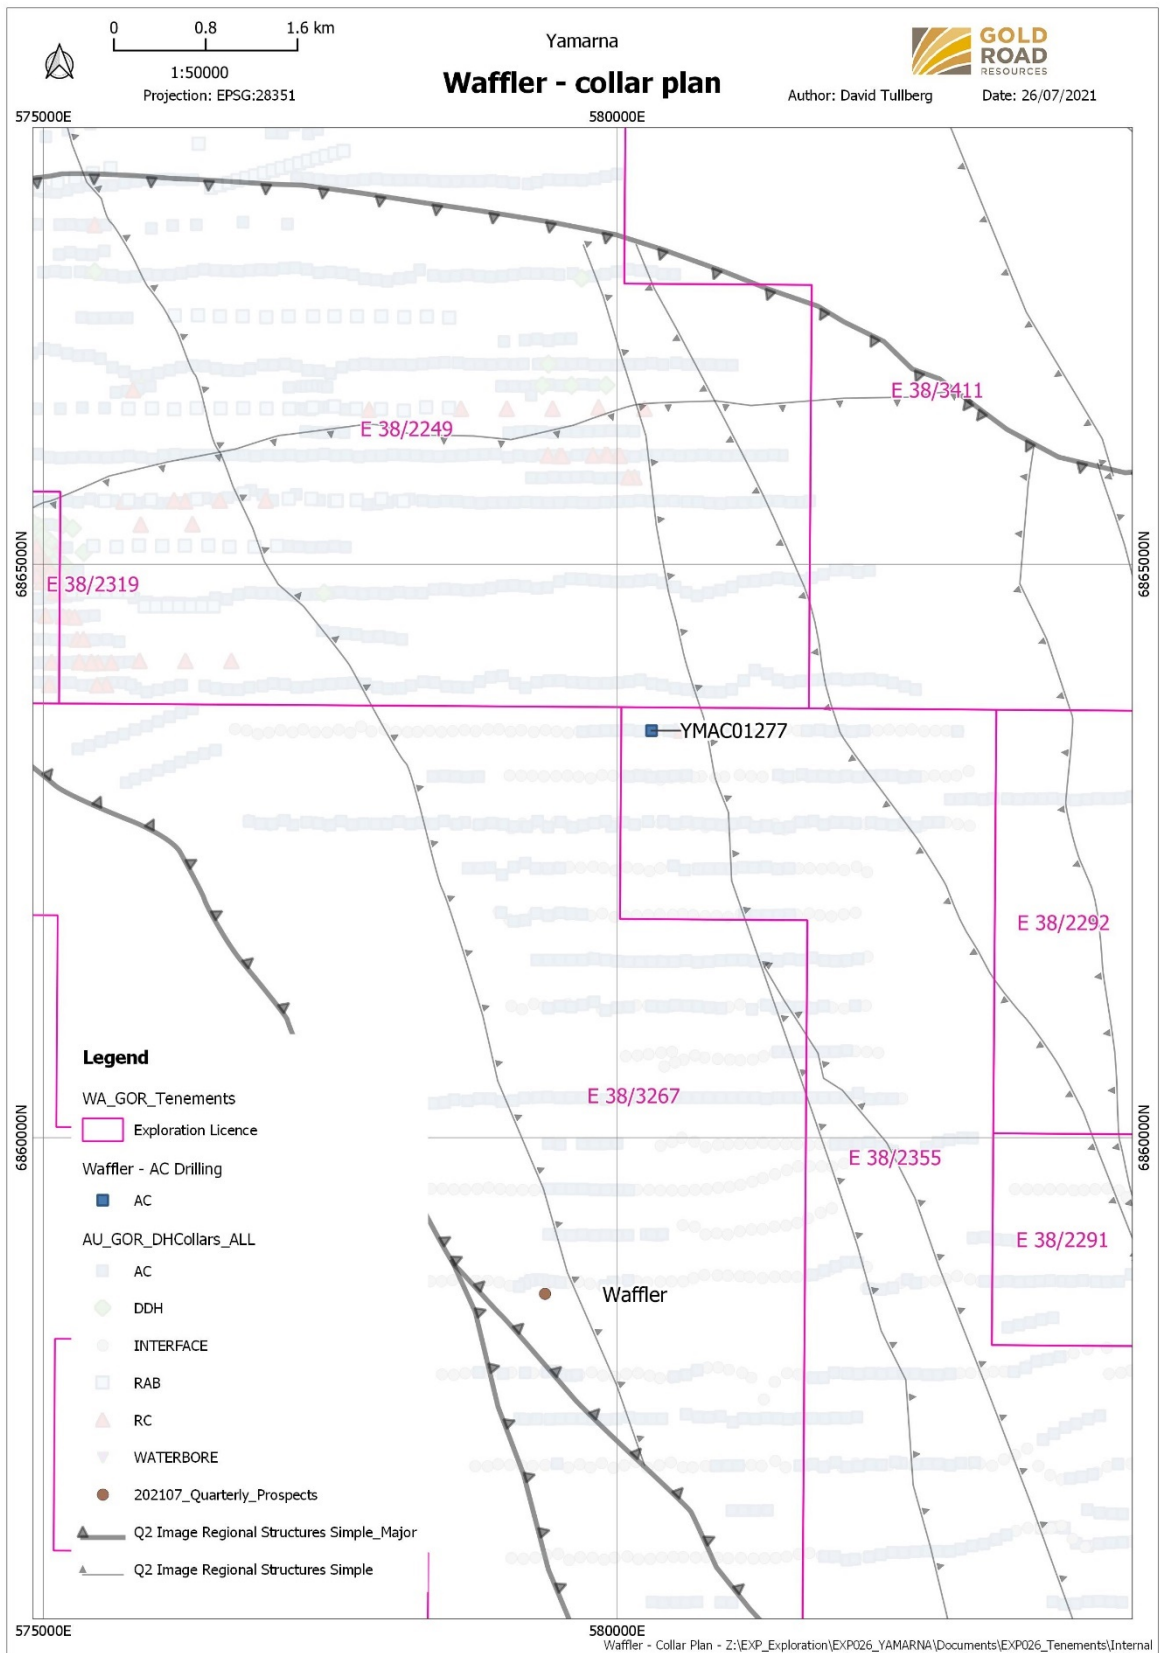 0 0.8 1.6 km
1:50000
Projection: EPSG:28351
Yamarna
Waffler - collar plan
GOLD
ROAD
RESOURCES
Author: David Tullberg Date: 26/07/2021
575000E 580000E
E 38/3411
E 38/2249
6865000N 6865000N
E 38/2319
YMAC01277
E 38/2292
E 38/3267
6860000N 6860000N
E 38/2355
E 38/2291
Waffler
Legend
WA_GOR_Tenements
Exploration Licence
Waffler - AC Drilling
AC
AU_GOR_DHCollars_ALL
AC
DDH
INTERFACE
RAB
RC
WATERBORE
202107_Quarterly_Prospects
Q2 Image Regional Structures Simple_Major
Q2 Image Regional Structures Simple
575000E 580000E
Waffler - Collar Plan - Z:\EXP_Exploration\EXP026_YAMARNA\Documents\EXP026_Tenements\Internal